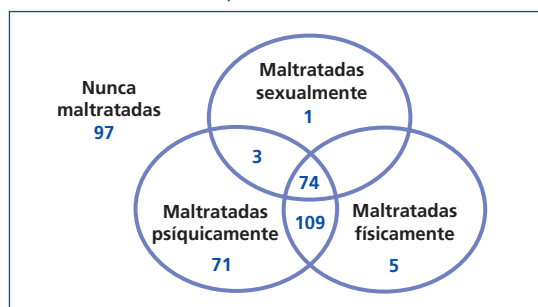 Nunca
maltratadas
97
Maltratadas
sexualmente
1
3
74
109
Maltratadas
psíquicamente
71
Maltratadas
físicamente
5